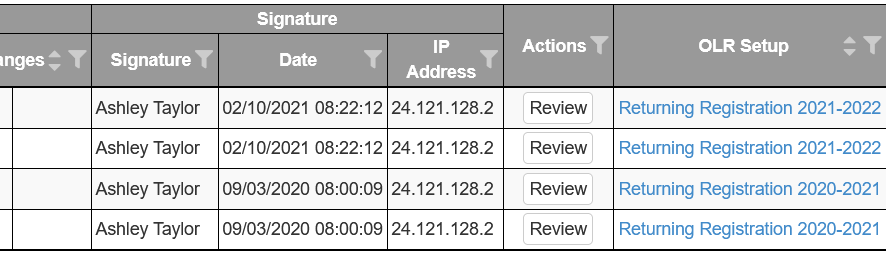 Signature
anges Signature Date IP Address Actions OLR Setup
Ashley Taylor 02/10/2021 08:22:12 24.121.128.2 Review Returning Registration 2021-2022
Ashley Taylor 02/10/2021 08:22:12 24.121.128.2 Review Returning Registration 2021-2022
Ashley Taylor 09/03/2020 08:00:09 24.121.128.2 Review Returning Registration 2020-2021
Ashley Taylor 09/03/2020 08:00:09 24.121.128.2 Review Returning Registration 2020-2021